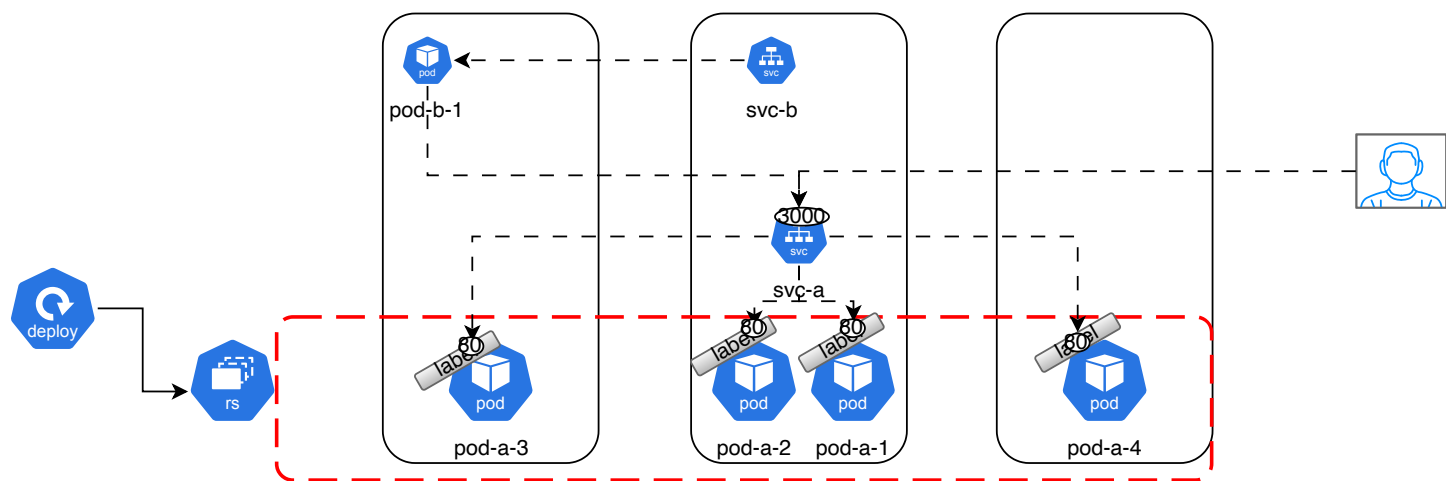 pod
svc
pod-b-1
svc-b
3000
svc
svc-a
deploy
rs
80
label
pod
pod-a-3
80
label
pod
pod-a-2
80
label
pod
pod-a-1
80
label
pod
pod-a-4